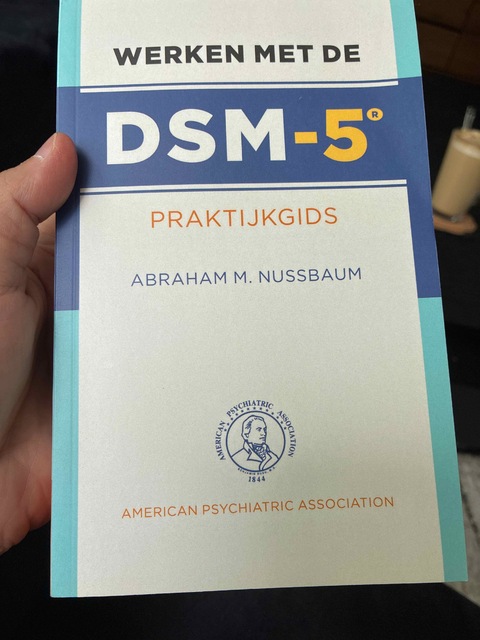 WERKEN MET DE
DSM-5®
PRAKTIJKGIDS
ABRAHAM M. NUSSBAUM
AMERICAN PSYCHIATRIC ASSOCIATION
1844
AMERICAN PSYCHIATRIC ASSOCIATION